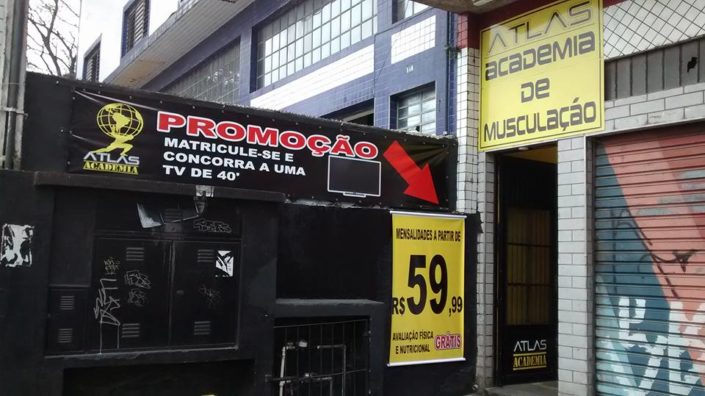 ATLAS
ACADEMIA
PROMOÇÃO
MATRICULE-SE E
CONCORRA A UMA
TV DE 40"
ATLAS
ACADEMIA
DE
MUSCULAÇÃO
MENSALIDADES A PARTIR DE
R$ 59,99
AVALIAÇÃO FÍSICA
E NUTRICIONAL GRÁTIS
ATLAS
ACADEMIA